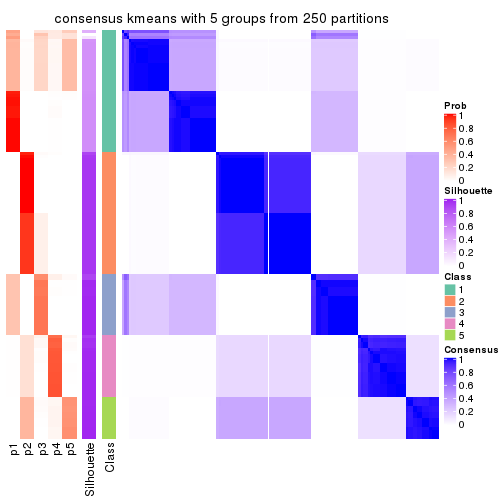 consensus kmeans with 5 groups from 250 partitions
Prob
1
0.8
0.6
0.4
0.2
0
Silhouette
1
0.8
0.6
0.4
0.2
0
Class
1
2
3
4
5
Consensus
1
0.8
0.6
0.4
0.2
0
p1
p2
p3
p4
p5
Silhouette
Class